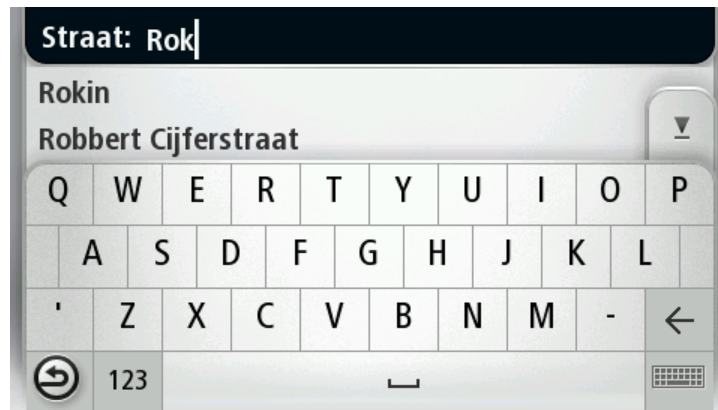 Straat: Rok
Rokin
Robbert Cijferstraat
Q W E R T Y U I O P
A S D F G H J K L
' Z X C V B N M -
123